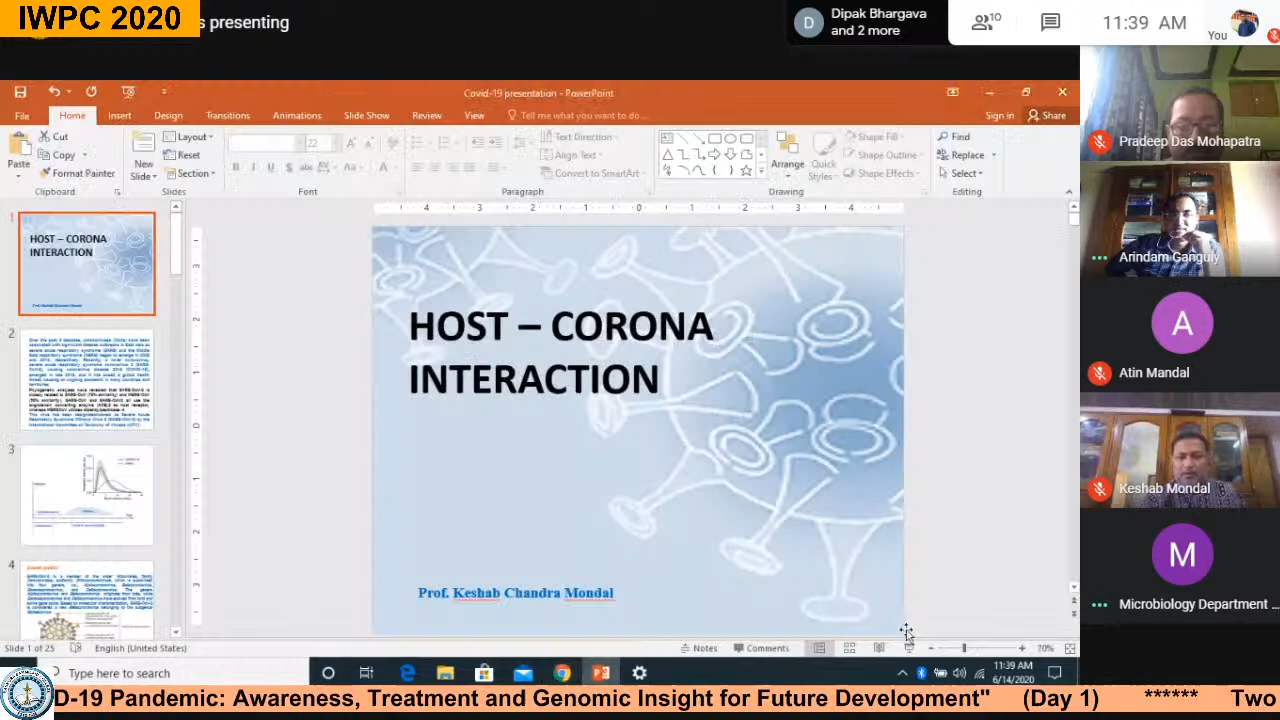 IWPC 2020
s presenting
D
Dipak Bhargava
and 2 more
10
11:39 AM
You
Covid-19 presentation - PowerPoint
File
Home
Insert
Design
Transitions
Animations
Slide Show
Review
View
Tell me what you want to do...
Sign in
Share
Paste
Cut
Copy
Format Painter
Clipboard
New
Slide
Layout
Reset
Section
Slides
22
Font
Text Direction
Align Text
Convert to SmartArt
Paragraph
Arrange
Quick
Styles
Shape Fill
Shape Outline
Shape Effects
Drawing
Find
Replace
Select
Editing
1
HOST – CORONA
INTERACTION
2
3
4
HOST – CORONA
INTERACTION
Prof. Keshab Chandra Mondal
Pradeep Das Mohapatra
Arindam Ganguly
A
Atin Mandal
Keshab Mondal
M
Microbiology Department ...
Slide 1 of 25
English (United States)
Notes
Comments
70%
Type here to search
11:39 AM
6/14/2020
D-19 Pandemic: Awareness, Treatment and Genomic Insight for Future Development" (Day 1) ****** Two